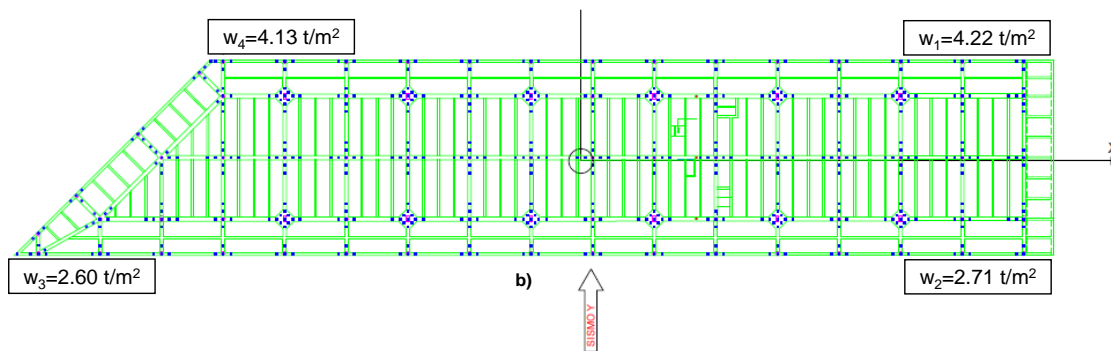 w4=4.13 t/m²
w1=4.22 t/m²
X
w3=2.60 t/m²
b)
w2=2.71 t/m²
SISMO Y